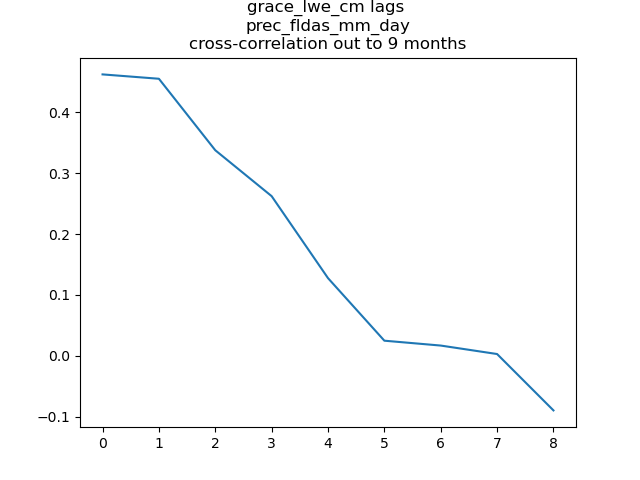 grace_lwe_cm lags
prec_fldas_mm_day
cross-correlation out to 9 months
0.4
0.3
0.2
0.1
0.0
−0.1
0 1 2 3 4 5 6 7 8